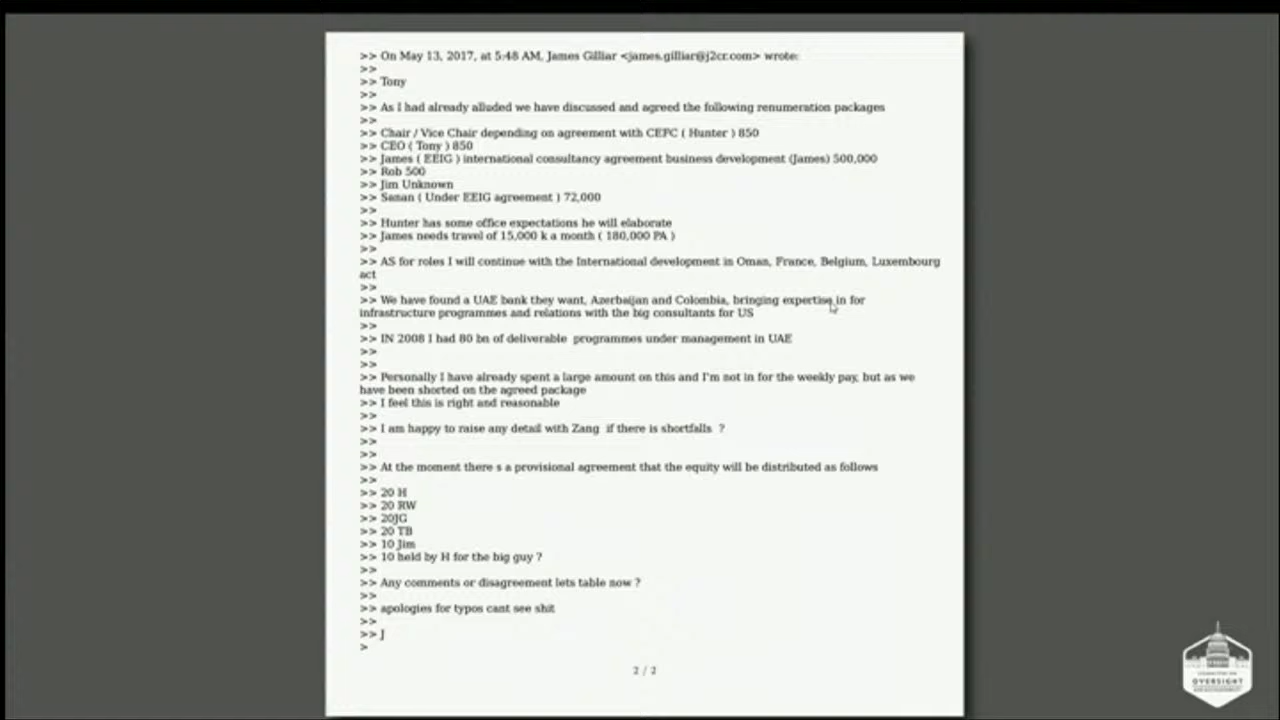 >> On May 13, 2017, at 5:48 AM, James Gilliar <james.gilliar@j2cr.com> wrote:
>>
>> Tony
>>
>> As I had already alluded we have discussed and agreed the following renumeration packages
>>
>> Chair / Vice Chair depending on agreement with CEFC ( Hunter ) 850
>> CEO ( Tony ) 850
>> James ( EEIG ) international consultancy agreement business development (James) 500,000
>> Rob 500
>> Jim Unknown
>> Sanan ( Under EEIG agreement ) 72,000
>>
>> Hunter has some office expectations he will elaborate
>> James needs travel of 15,000 k a month ( 180,000 PA )
>>
>> AS for roles I will continue with the International development in Oman, France, Belgium, Luxembourg
act
>>
>> We have found a UAE bank they want, Azerbaijan and Colombia, bringing expertise in for
infrastructure programmes and relations with the big consultants for US
>>
>> IN 2008 I had 80 bn of deliverable  programmes under management in UAE
>>
>>
>> Personally I have already spent a large amount on this and I'm not in for the weekly pay, but as we
have been shorted on the agreed package
>> I feel this is right and reasonable
>>
>> I am happy to raise any detail with Zang  if there is shortfalls  ?
>>
>>
>> At the moment there s a provisional agreement that the equity will be distributed as follows
>>
>> 20 H
>> 20 RW
>> 20JG
>> 20 TB
>> 10 Jim
>> 10 held by H for the big guy ?
>>
>> Any comments or disagreement lets table now ?
>>
>> apologies for typos cant see shit
>>
>> J
>
2 / 2
OVERSIGHT